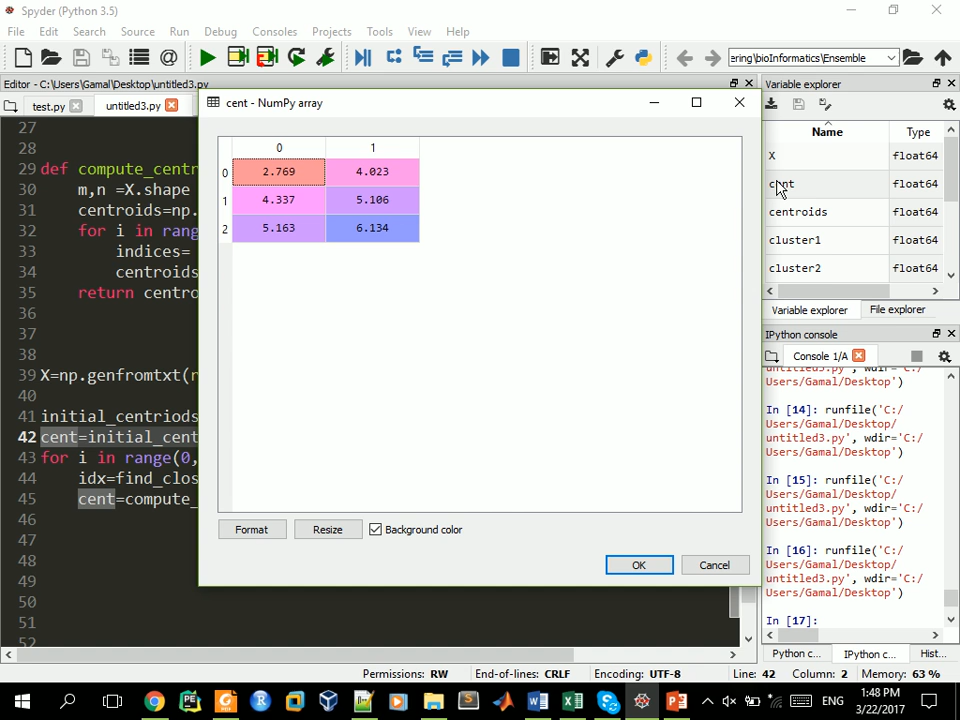 Spyder (Python 3.5)
File Edit Search Source Run Debug Consoles Projects Tools View Help
ering\bioInformatics\Ensemble
Editor - C:\Users\Gamal\Desktop\untitled3.py
test.py untitled3.py
27
28
29 def compute_centr
30 m,n =X.shape
31 centroids=np.
32 for i in rang
33 indices=
34 centroids
35 return centro
36
37
38
39 X=np.genfromtxt(r
40
41 initial_centriods
42 cent=initial_cent
43 for i in range(0,
44 idx=find_clos
45 cent=compute_
46
47
48
49
50
51
52
cent - NumPy array
0 1
0 2.769 4.023
1 4.337 5.106
2 5.163 6.134
Format Resize Background color
OK Cancel
Variable explorer
Name Type
X float64
cent float64
centroids float64
cluster1 float64
cluster2 float64
Variable explorer File explorer
IPython console
Console 1/A
untitled3.py', wdir='C:/
Users/Gamal/Desktop')
In [14]: runfile('C:/
Users/Gamal/Desktop/
untitled3.py', wdir='C:/
Users/Gamal/Desktop')
In [15]: runfile('C:/
Users/Gamal/Desktop/
untitled3.py', wdir='C:/
Users/Gamal/Desktop')
In [16]: runfile('C:/
Users/Gamal/Desktop/
untitled3.py', wdir='C:/
Users/Gamal/Desktop')
In [17]:
Python c... IPython c... Hist...
Permissions: RW End-of-lines: CRLF Encoding: UTF-8 Line: 42 Column: 2 Memory: 63 %
ENG
1:48 PM
3/22/2017